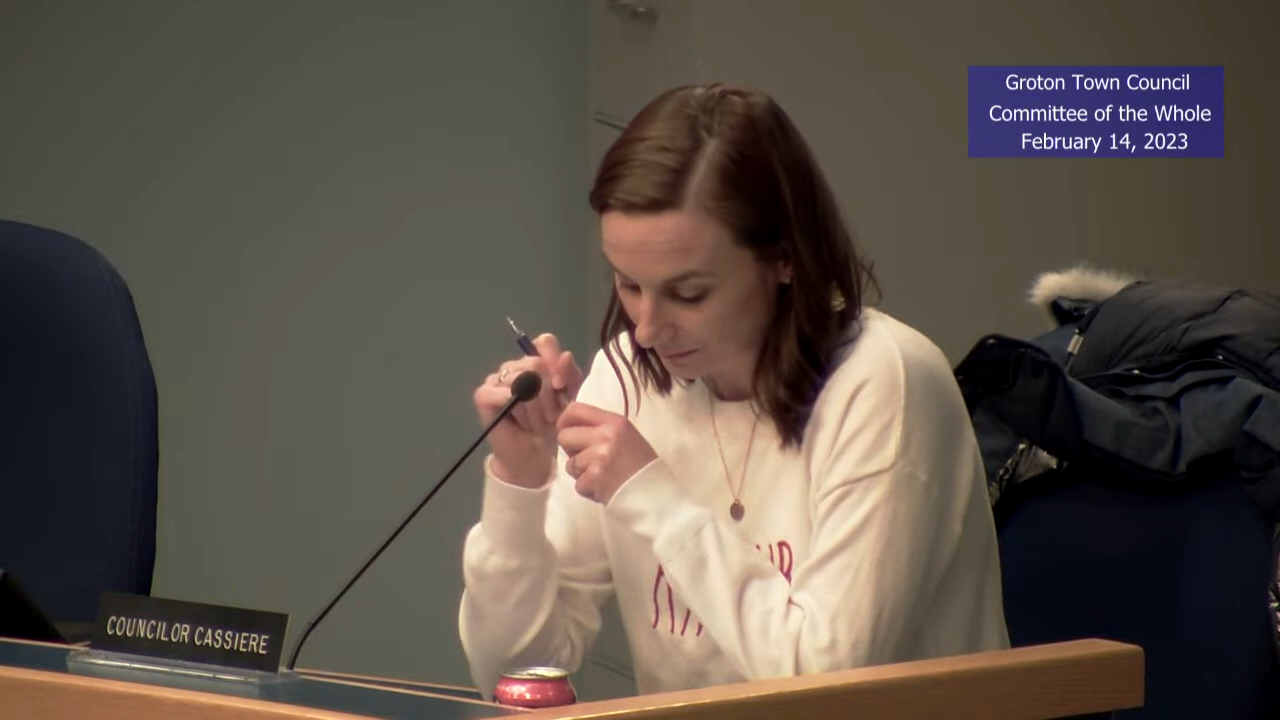 Groton Town Council
Committee of the Whole
February 14, 2023
COUNCILOR CASSIERE